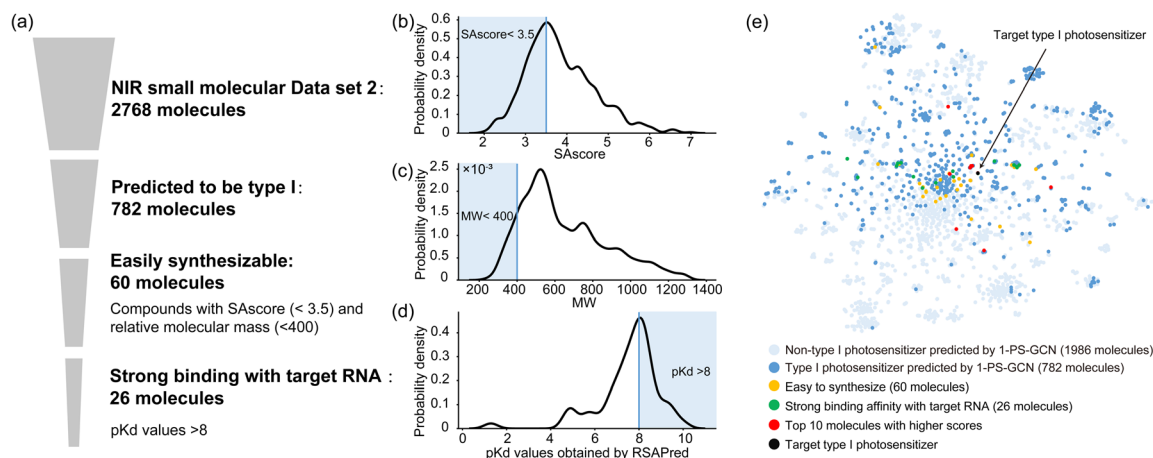 (a)
NIR small molecular Data set 2:
2768 molecules
Predicted to be type I:
782 molecules
Easily synthesizable:
60 molecules
Compounds with SAscore (< 3.5) and
relative molecular mass (<400)
Strong binding with target RNA :
26 molecules
pKd values >8
(b)
Probability density
0.6
0.5
0.4
0.3
0.2
0.1
0
SAscore< 3.5
2 3 4 5 6 7
SAscore
(c)
Probability density
×10⁻³
2.5
2.0
1.5
1.0
0.5
0
MW< 400
200 400 600 800 1000 1200 1400
MW
(d)
Probability density
0.5
0.4
0.3
0.2
0.1
0
pKd >8
0 2 4 6 8 10
pKd values obtained by RSAPred
(e)
Target type I photosensitizer
Non-type I photosensitizer predicted by 1-PS-GCN (1986 molecules)
Type I photosensitizer predicted by 1-PS-GCN (782 molecules)
Easy to synthesize (60 molecules)
Strong binding affinity with target RNA (26 molecules)
Top 10 molecules with higher scores
Target type I photosensitizer